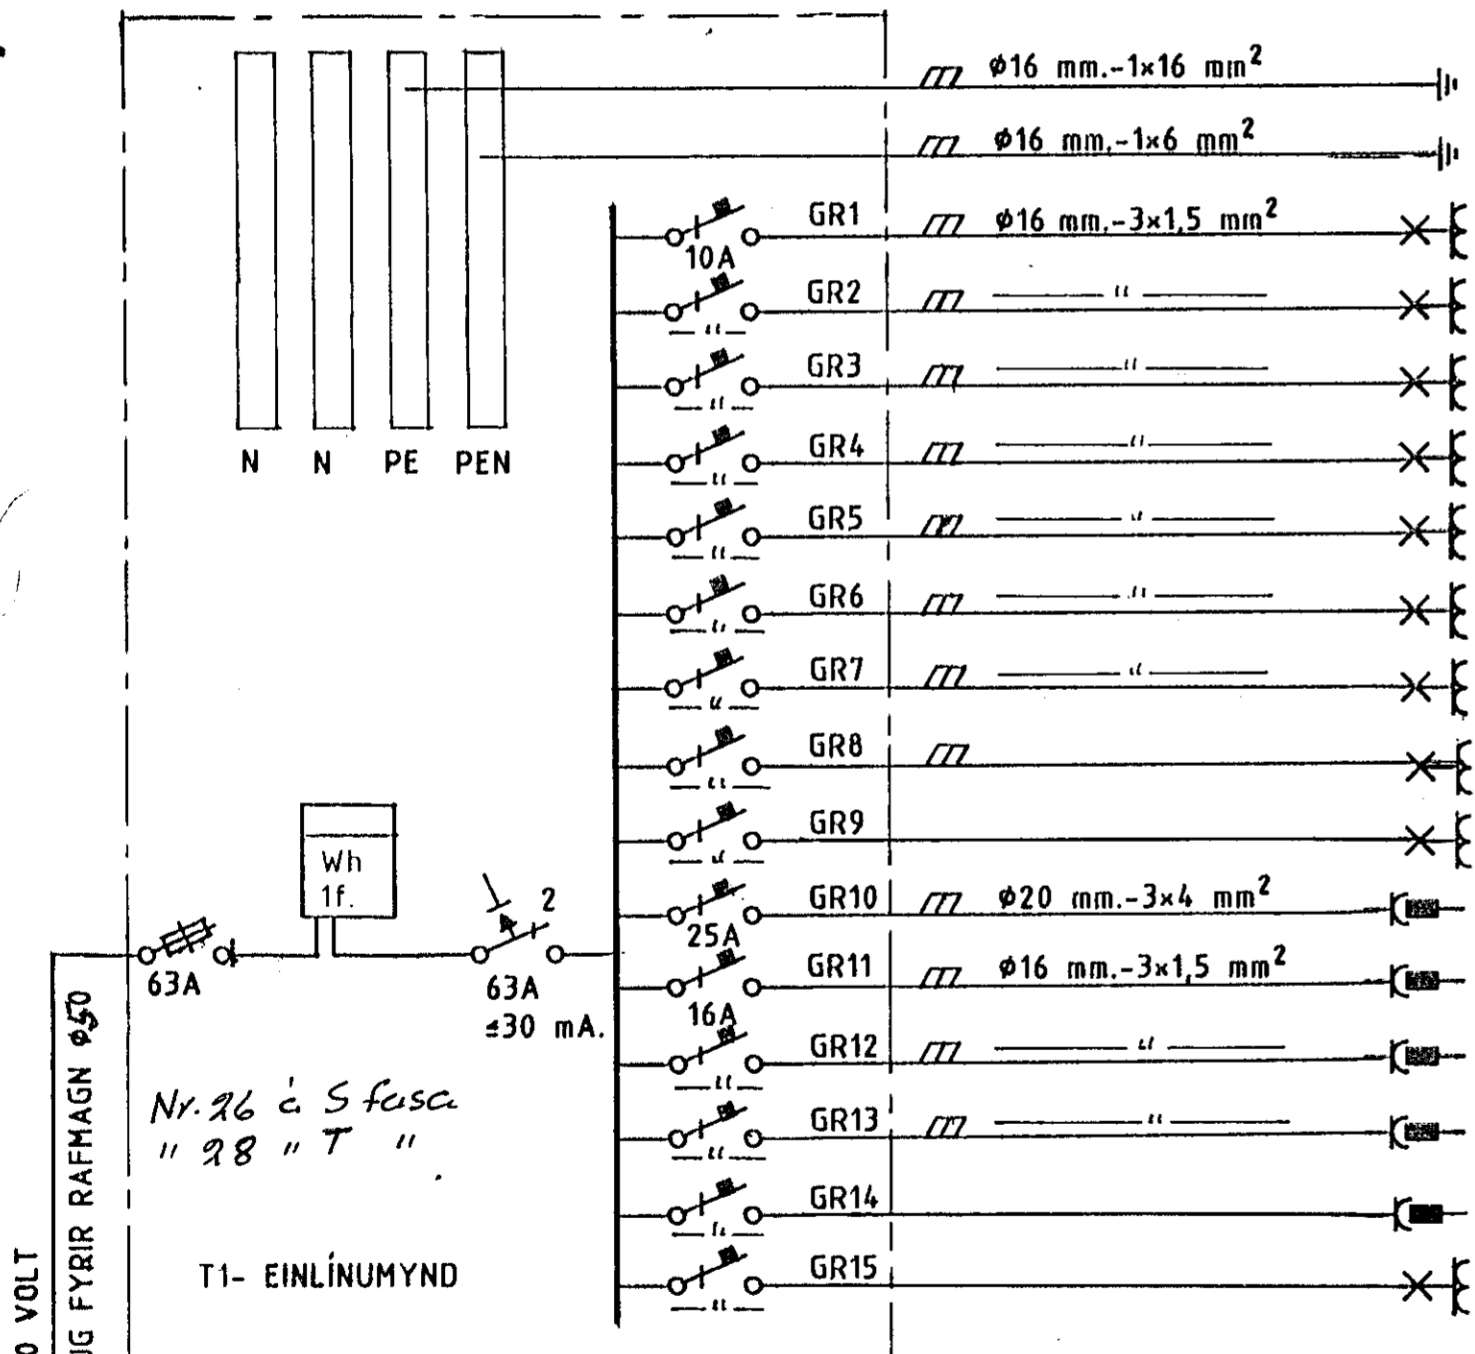 φ16 mm.-1×16 mm²
φ16 mm.-1×6 mm²
GR1 φ16 mm.-3×1,5 mm²
10A
GR2 — " —
— " —
GR3 — " —
— " —
N N PE PEN
GR4 — " —
— " —
GR5 — " —
— " —
GR6 — " —
— " —
GR7 — " —
— " —
GR8
— " —
GR9
— " —
Wh
1f.
2
GR10 φ20 mm.-3×4 mm²
25A
63A
63A
≤30 mA.
GR11 φ16 mm.-3×1,5 mm²
16A
GR12 — " —
— " —
GR13 — " —
— " —
GR14
— " —
GR15
— " —
Nr. 26 á S fasa
" 28 " T "
T1- EINLÍNUMYND
0 VOLT
FYRIR RAFMAGN φ50